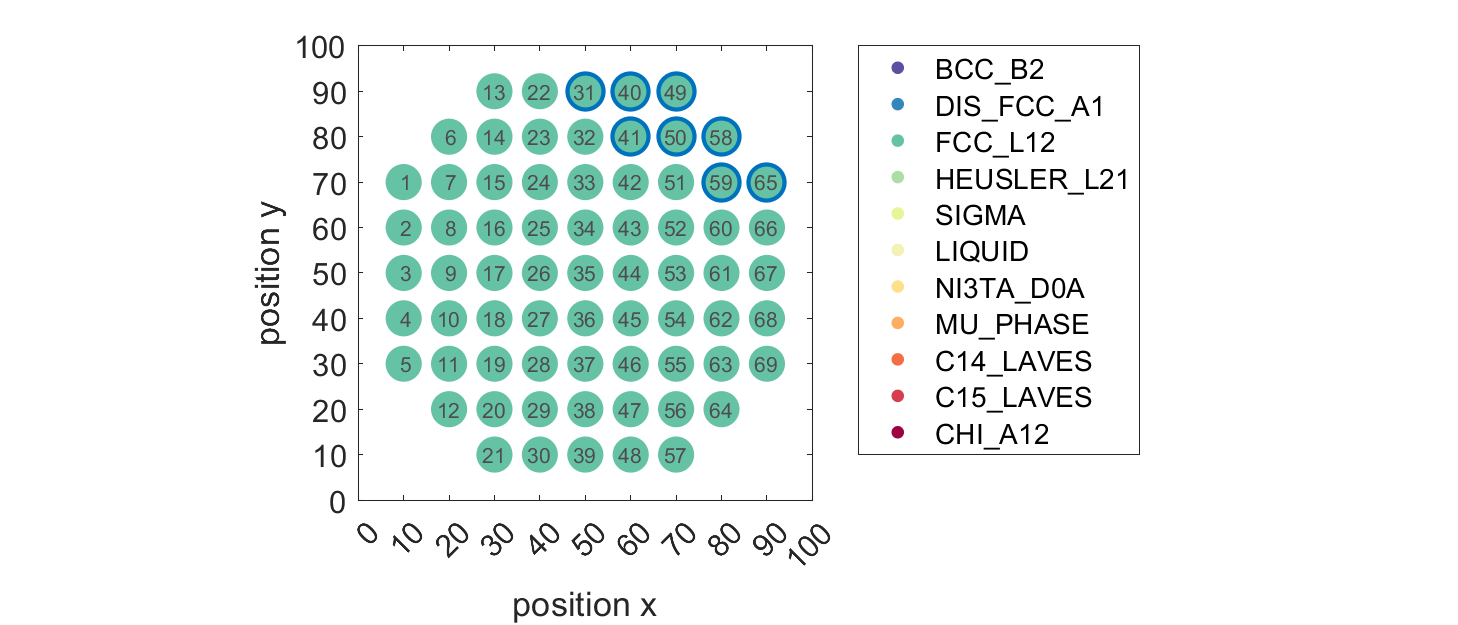 100
90 13 22 31 40 49
80 6 14 23 32 41 50 58
70 1 7 15 24 33 42 51 59 65
60 2 8 16 25 34 43 52 60 66
50 3 9 17 26 35 44 53 61 67
40 4 10 18 27 36 45 54 62 68
30 5 11 19 28 37 46 55 63 69
20 12 20 29 38 47 56 64
10 21 30 39 48 57
0
0 10 20 30 40 50 60 70 80 90 100
position x
position y
BCC_B2
DIS_FCC_A1
FCC_L12
HEUSLER_L21
SIGMA
LIQUID
NI3TA_D0A
MU_PHASE
C14_LAVES
C15_LAVES
CHI_A12